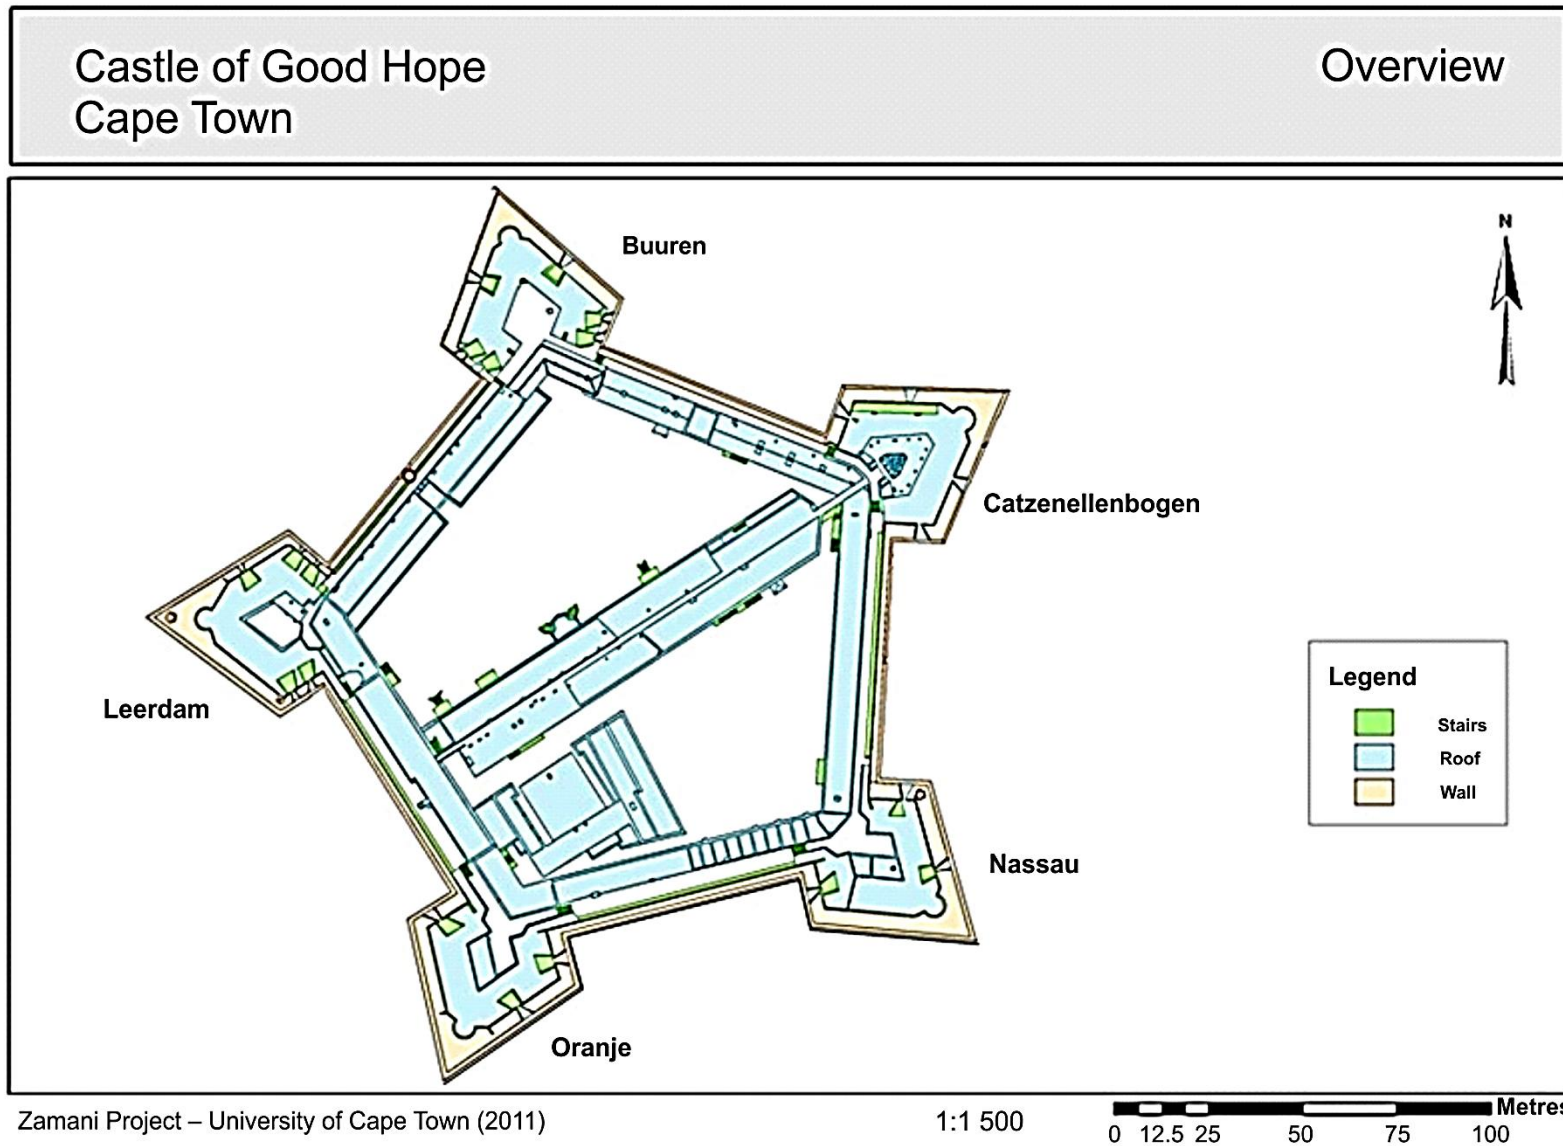 Castle of Good Hope
Cape Town
Overview
Buuren
N
Catzenellenbogen
Leerdam
Legend
Stairs
Roof
Wall
Nassau
Oranje
Zamani Project – University of Cape Town (2011)
1:1 500
Metres
0 12.5 25 50 75 100